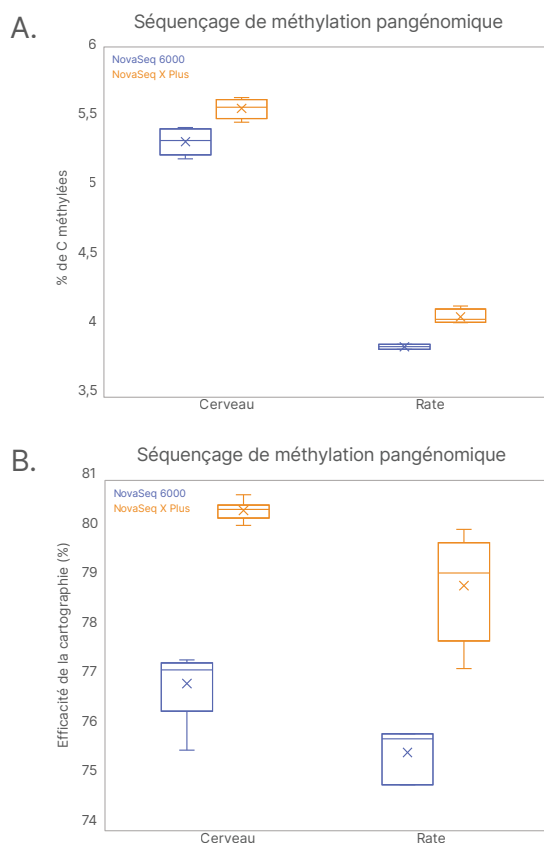 A.
Séquençage de méthylation pangénomique
6
5,5
5
4,5
4
3,5
% de C méthylées
NovaSeq 6000
NovaSeq X Plus
Cerveau
Rate
B.
Séquençage de méthylation pangénomique
81
80
79
78
77
76
75
74
Efficacité de la cartographie (%)
NovaSeq 6000
NovaSeq X Plus
Cerveau
Rate